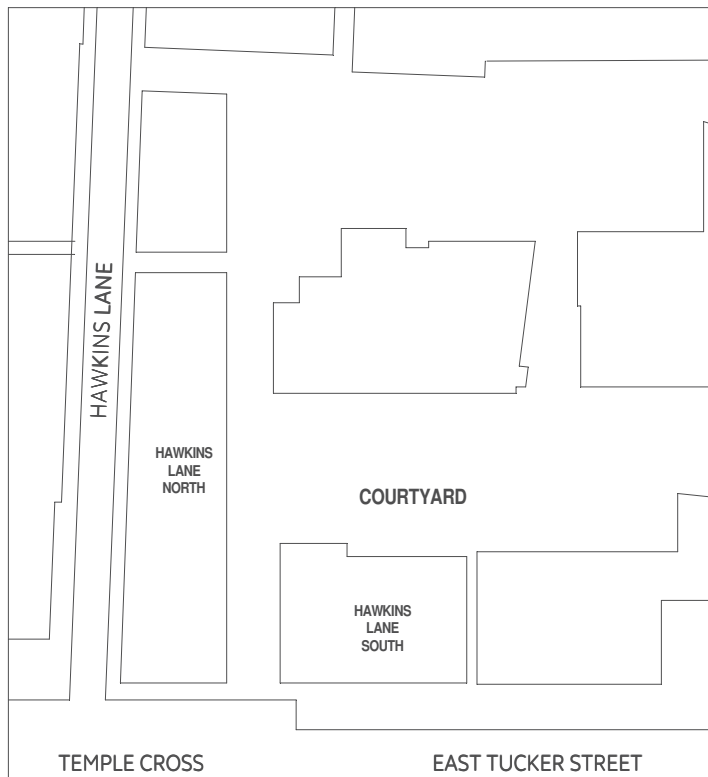 HAWKINS LANE
HAWKINS
LANE
NORTH
COURTYARD
HAWKINS
LANE
SOUTH
TEMPLE CROSS
EAST TUCKER STREET